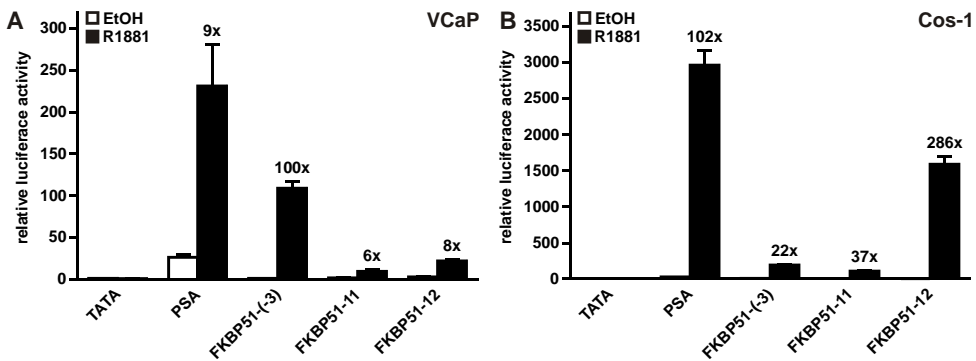 A
EtOH
R1881
VCaP
relative luciferace activity
300
250
200
150
100
50
0
9x
100x
6x
8x
TATA
PSA
FKBP51-(-3)
FKBP51-11
FKBP51-12
B
EtOH
R1881
Cos-1
relative luciferace activity
3500
3000
2500
2000
1500
1000
500
0
102x
22x
37x
286x
TATA
PSA
FKBP51-(-3)
FKBP51-11
FKBP51-12